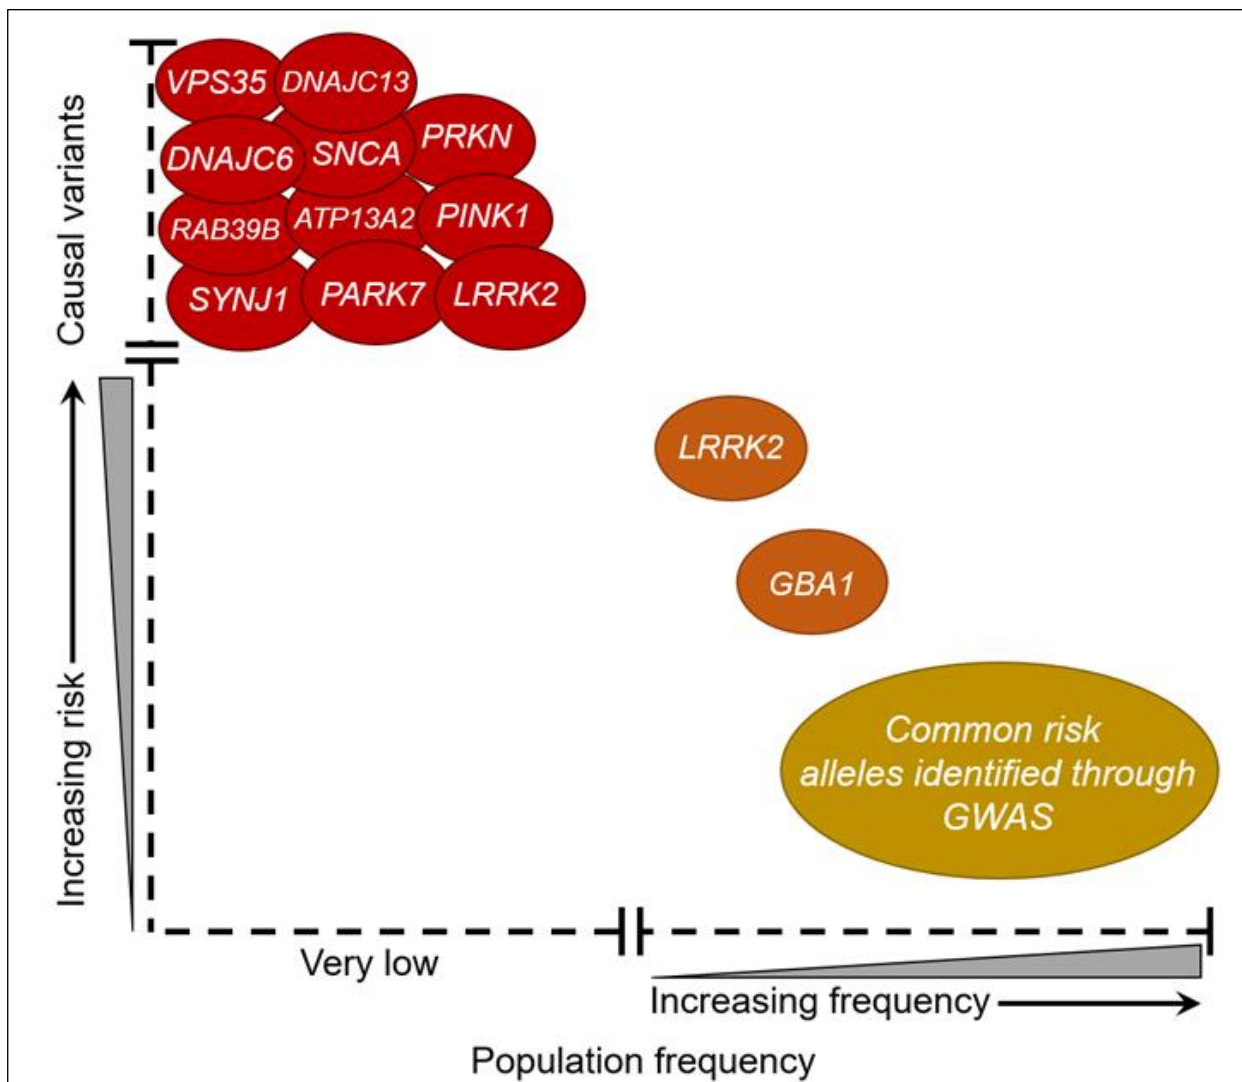 Causal variants
VPS35
DNAJC13
PRKN
DNAJC6
SNCA
RAB39B
ATP13A2
PINK1
SYNJ1
PARK7
LRRK2
Increasing risk
LRRK2
GBA1
Common risk
alleles identified through
GWAS
Very low
Increasing frequency
Population frequency